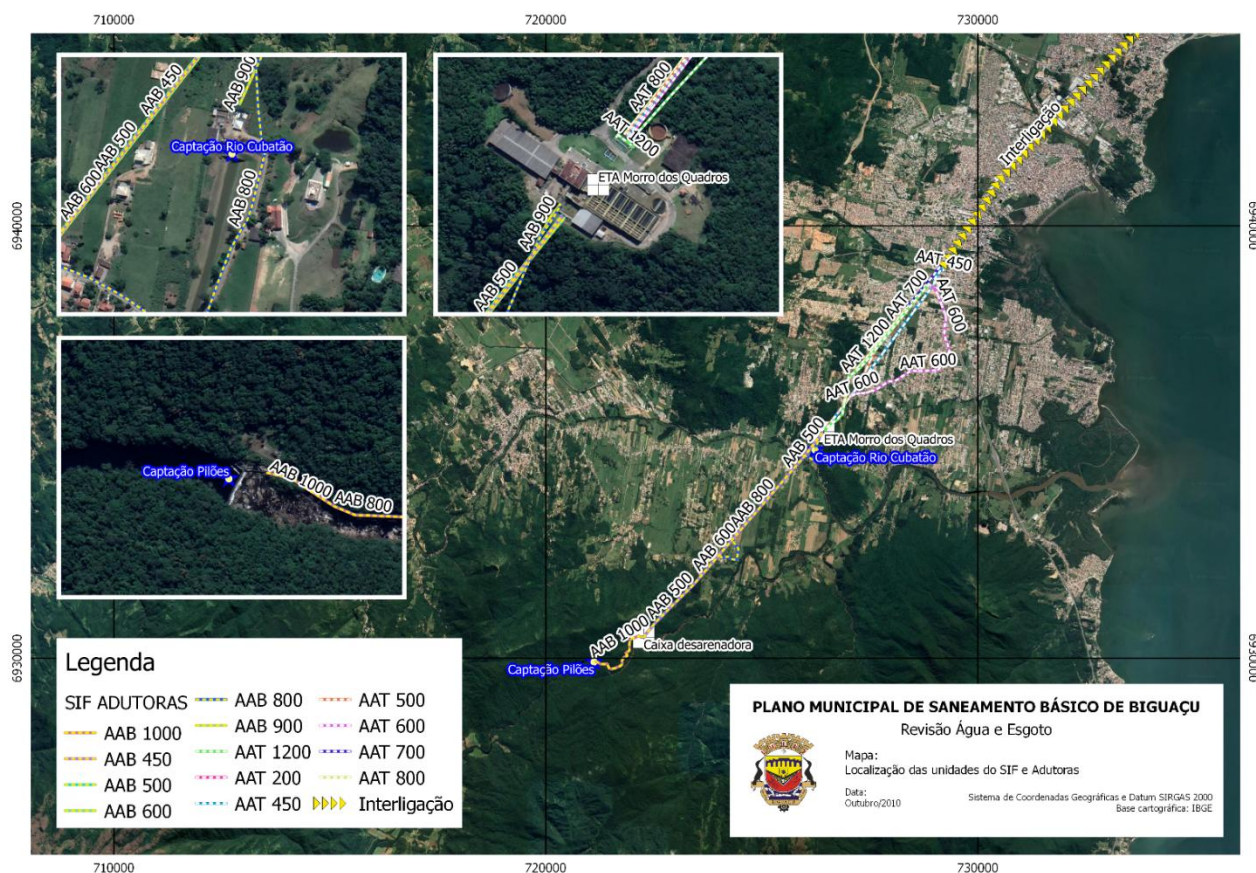 710000
720000
730000
6940000
6930000
AAB 450
AAB 500
AAB 600
AAB 900
Captação Rio Cubatão
AAB 800
AAT 800
AAT 1200
ETA Morro dos Quadros
AAB 900
AAB 500
Captação Pilões
AAB 1000
AAB 800
Interligação
AAT 450
AAT 700
AAT 600
AAT 1200
AAT 600
AAT 600
AAB 500
ETA Morro dos Quadros
Captação Rio Cubatão
AAB 800
AAB 600
AAB 500
AAB 1000
Caixa desarenadora
Captação Pilões
Legenda
SIF ADUTORAS
AAB 1000
AAB 450
AAB 500
AAB 600
AAB 800
AAB 900
AAT 1200
AAT 200
AAT 450
AAT 500
AAT 600
AAT 700
AAT 800
Interligação
PLANO MUNICIPAL DE SANEAMENTO BÁSICO DE BIGUAÇU
Revisão Água e Esgoto
Mapa:
Localização das unidades do SIF e Adutoras
Data:
Outubro/2010
Sistema de Coordenadas Geográficas e Datum SIRGAS 2000
Base cartográfica: IBGE
6940000
6930000
710000
720000
730000